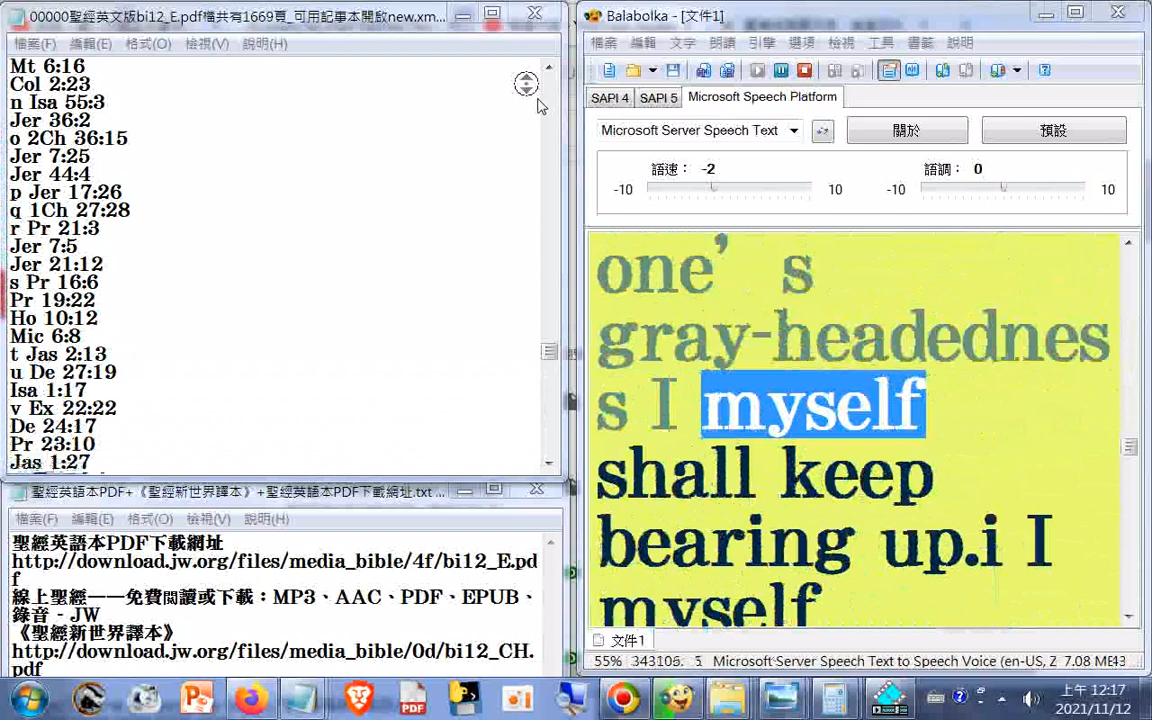 00000聖經英文版bi12_E.pdf檔共有1669頁_可用記事本開啟new.xm...
檔案(F) 編輯(E) 格式(O) 檢視(V) 說明(H)
Mt 6:16
Col 2:23
n Isa 55:3
Jer 36:2
o 2Ch 36:15
Jer 7:25
Jer 44:4
p Jer 17:26
q 1Ch 27:28
r Pr 21:3
Jer 7:5
Jer 21:12
s Pr 16:6
Pr 19:22
Ho 10:12
Mic 6:8
t Jas 2:13
u De 27:19
Isa 1:17
v Ex 22:22
De 24:17
Pr 23:10
Jas 1:27
聖經英語本PDF+《聖經新世界譯本》+聖經英語本PDF下載網址.txt ...
檔案(F) 編輯(E) 格式(O) 檢視(V) 說明(H)
聖經英語本PDF下載網址
http://download.jw.org/files/media_bible/4f/bi12_E.pd
f
線上聖經——免費閱讀或下載：MP3、AAC、PDF、EPUB、
錄音 - JW
《聖經新世界譯本》
http://download.jw.org/files/media_bible/0d/bi12_CH.
pdf
Balabolka - [文件1]
檔案 編輯 文字 朗讀 引擎 選項 檢視 工具 書籤 說明
SAPI 4 SAPI 5 Microsoft Speech Platform
Microsoft Server Speech Text 關於 預設
語速： -2 語調： 0
-10 10 -10 10
one’s
gray-headednes
s I myself
shall keep
bearing up.i I
myself
文件1
55% Microsoft Server Speech Text to Speech Voice (en-US, Z 7.08 ME
上午 12:17
2021/11/12